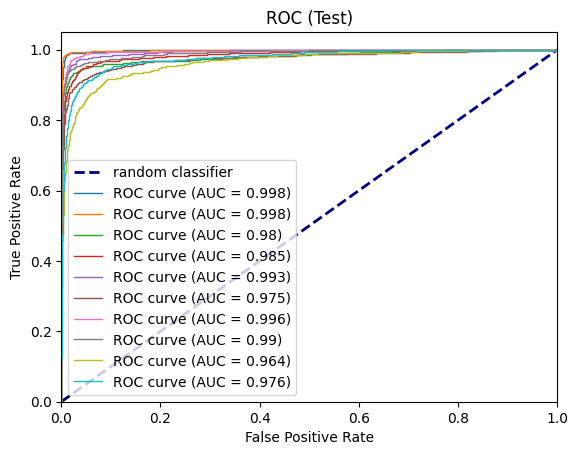 ROC (Test)
True Positive Rate
1.0
0.8
0.6
0.4
0.2
0.0
random classifier
ROC curve (AUC = 0.998)
ROC curve (AUC = 0.998)
ROC curve (AUC = 0.98)
ROC curve (AUC = 0.985)
ROC curve (AUC = 0.993)
ROC curve (AUC = 0.975)
ROC curve (AUC = 0.996)
ROC curve (AUC = 0.99)
ROC curve (AUC = 0.964)
ROC curve (AUC = 0.976)
0.0 0.2 0.4 0.6 0.8 1.0
False Positive Rate